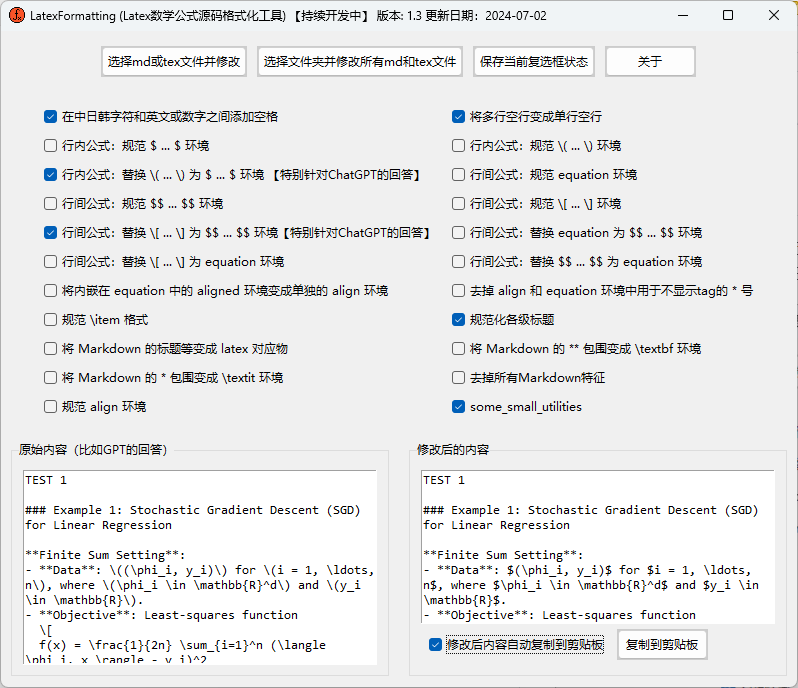 LatexFormatting (Latex数学公式源码格式化工具) 【持续开发中】 版本: 1.3 更新日期: 2024-07-02
选择md或tex文件并修改
选择文件夹并修改所有md和tex文件
保存当前复选框状态
关于
在中日韩字符和英文或数字之间添加空格
将多行空行变成单行空行
行内公式：规范 $ ... $ 环境
行内公式：规范 \( ... \) 环境
行内公式：替换 \( ... \) 为 $ ... $ 环境 【特别针对ChatGPT的回答】
行间公式：规范 equation 环境
行间公式：规范 $$ ... $$ 环境
行间公式：规范 \[ ... \] 环境
行间公式：替换 \[ ... \] 为 $$ ... $$ 环境【特别针对ChatGPT的回答】
行间公式：替换 equation 为 $$ ... $$ 环境
行间公式：替换 \[ ... \] 为 equation 环境
行间公式：替换 $$ ... $$ 为 equation 环境
将内嵌在 equation 中的 aligned 环境变成单独的 align 环境
去掉 align 和 equation 环境中用于不显示tag的 * 号
规范 \item 格式
规范化各级标题
将 Markdown 的标题等变成 latex 对应物
将 Markdown 的 ** 包围变成 \textbf 环境
将 Markdown 的 * 包围变成 \textit 环境
去掉所有Markdown特征
规范 align 环境
some_small_utilities
原始内容（比如GPT的回答）
TEST 1
### Example 1: Stochastic Gradient Descent (SGD)
for Linear Regression
**Finite Sum Setting**:
- **Data**: \((\phi_i, y_i)\) for \(i = 1, \ldots,
n\), where \(\phi_i \in \mathbb{R}^d\) and \(y_i
\in \mathbb{R}\).
- **Objective**: Least-squares function
\[
f(x) = \frac{1}{2n} \sum_{i=1}^n (\langle
\phi_i, x \rangle - y_i)^2
修改后的内容
TEST 1
### Example 1: Stochastic Gradient Descent (SGD)
for Linear Regression
**Finite Sum Setting**:
- **Data**: $(\phi_i, y_i)$ for $i = 1, \ldots,
n$, where $\phi_i \in \mathbb{R}^d$ and $y_i \in
\mathbb{R}$.
- **Objective**: Least-squares function
修改后内容自动复制到剪贴板
复制到剪贴板